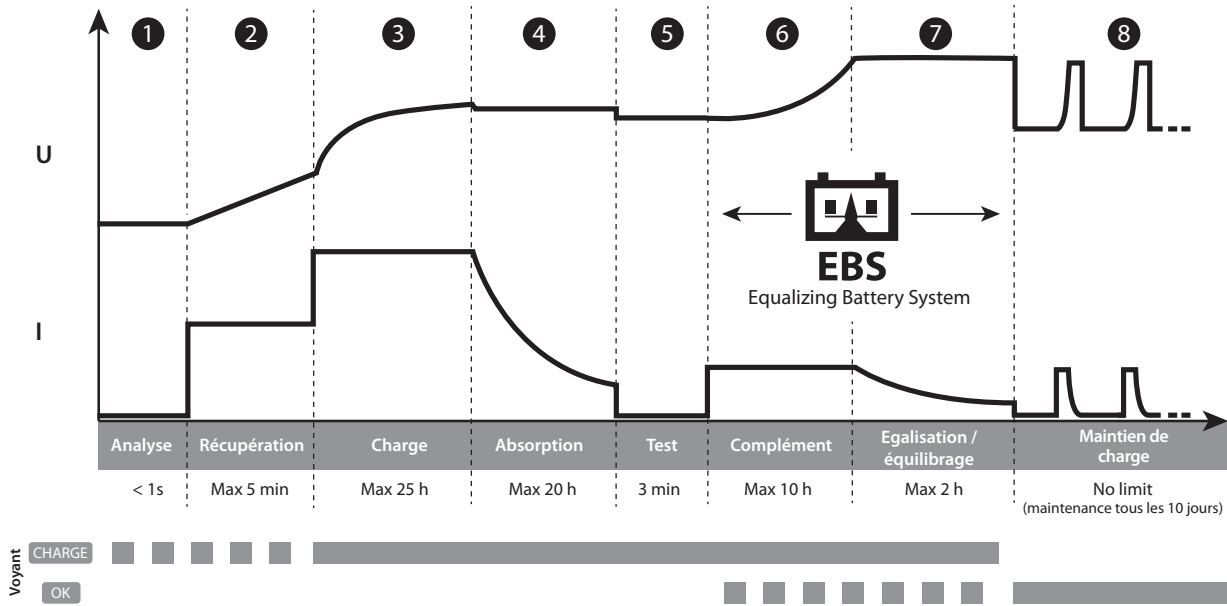 1 2 3 4 5 6 7 8
U
EBS
Equalizing Battery System
I
Analyse
Récupération
Charge
Absorption
Test
Complément
Egalisation /
équilibrage
Maintien de
charge
< 1s
Max 5 min
Max 25 h
Max 20 h
3 min
Max 10 h
Max 2 h
No limit
(maintenance tous les 10 jours)
Voyant
CHARGE
OK